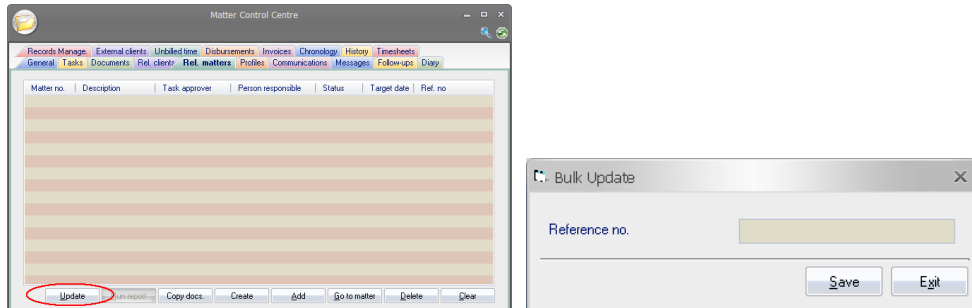 Matter Control Centre
Records Manage. External clients Unbilled time Disbursements Invoices Chronology History Timesheets
General Tasks Documents Rel. clients Rel. matters Profiles Communications Messages Follow-ups Diary
Matter no. Description Task approver Person responsible Status Target date Ref. no
Update Run report Copy docs. Create Add Go to matter Delete Clear
Bulk Update
Reference no.
Save Exit